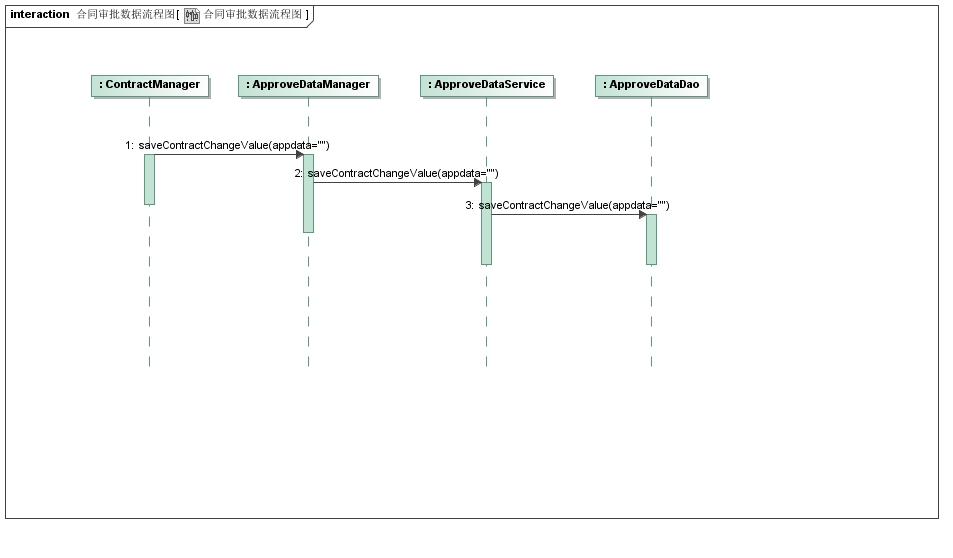 interaction 合同审批数据流程图[ 合同审批数据流程图 ]
: ContractManager
: ApproveDataManager
: ApproveDataService
: ApproveDataDao
1: saveContractChangeValue(appdata="")
2: saveContractChangeValue(appdata="")
3: saveContractChangeValue(appdata="")